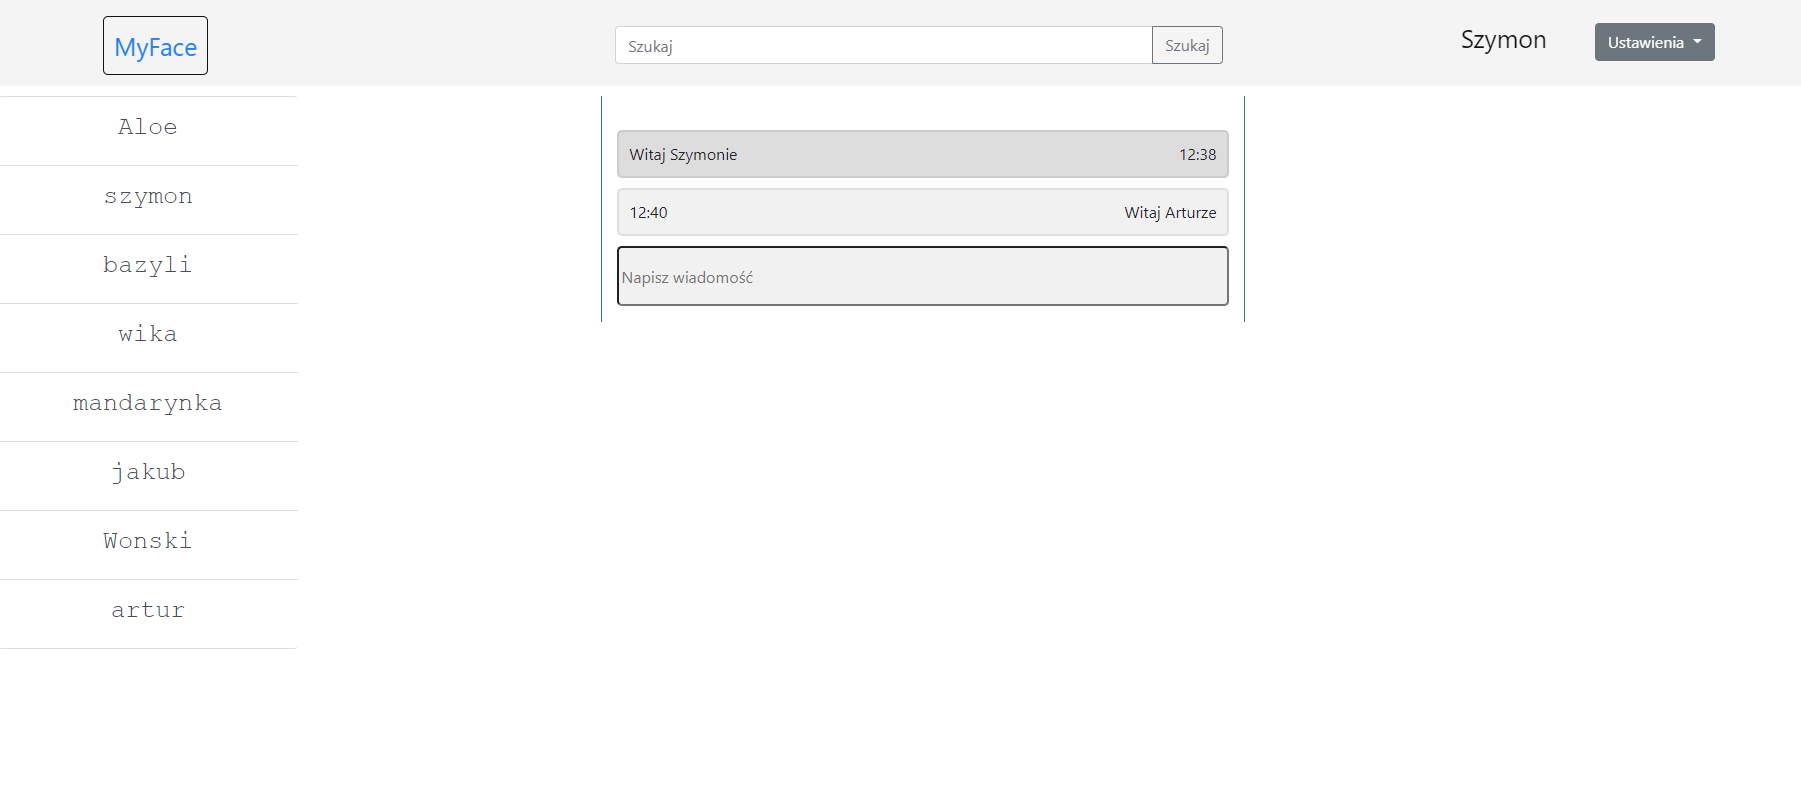 MyFace
Szukaj
Szukaj
Szymon
Ustawienia
Aloe
szymon
bazyli
wika
mandarynka
jakub
Wonski
artur
Witaj Szymonie 12:38
12:40 Witaj Arturze
Napisz wiadomość